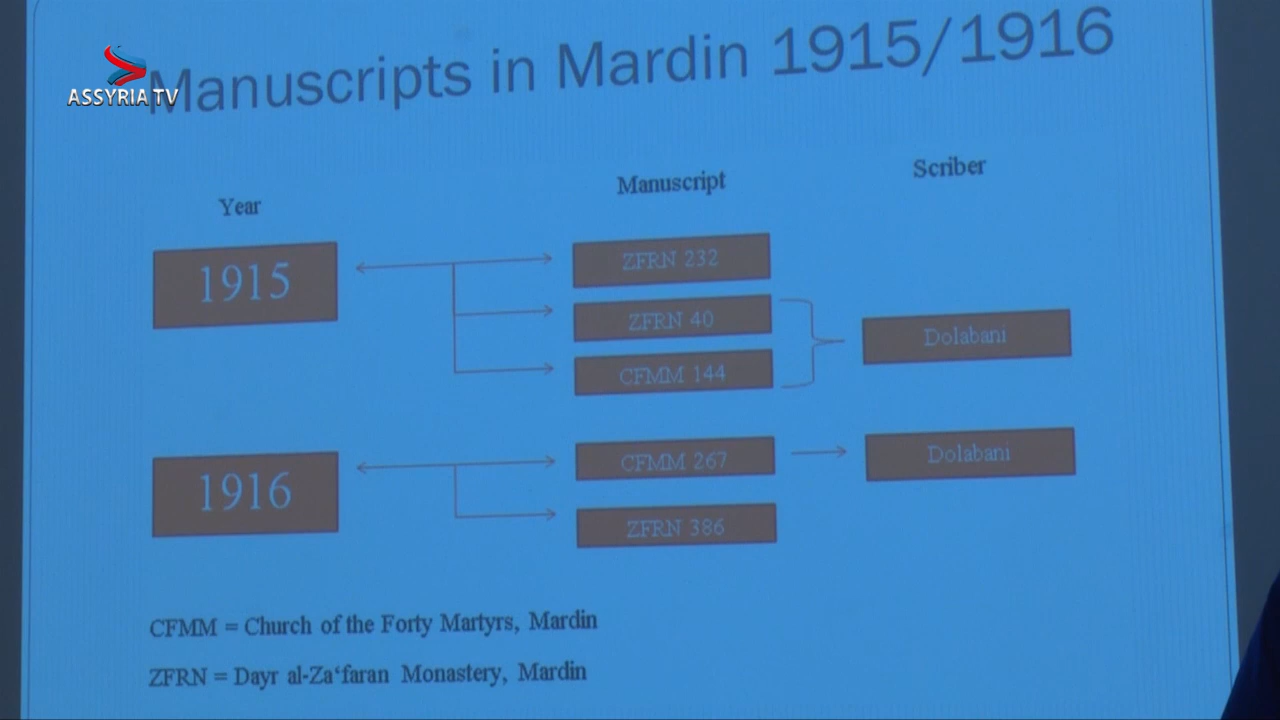 Manuscripts in Mardin 1915/1916
ASSYRIA TV
Year
Manuscript
Scriber
1915
ZFRN 232
ZFRN 40
CFMM 144
Dolabani
1916
CFMM 267
Dolabani
ZFRN 386
CFMM = Church of the Forty Martyrs, Mardin
ZFRN = Dayr al-Za‘faran Monastery, Mardin